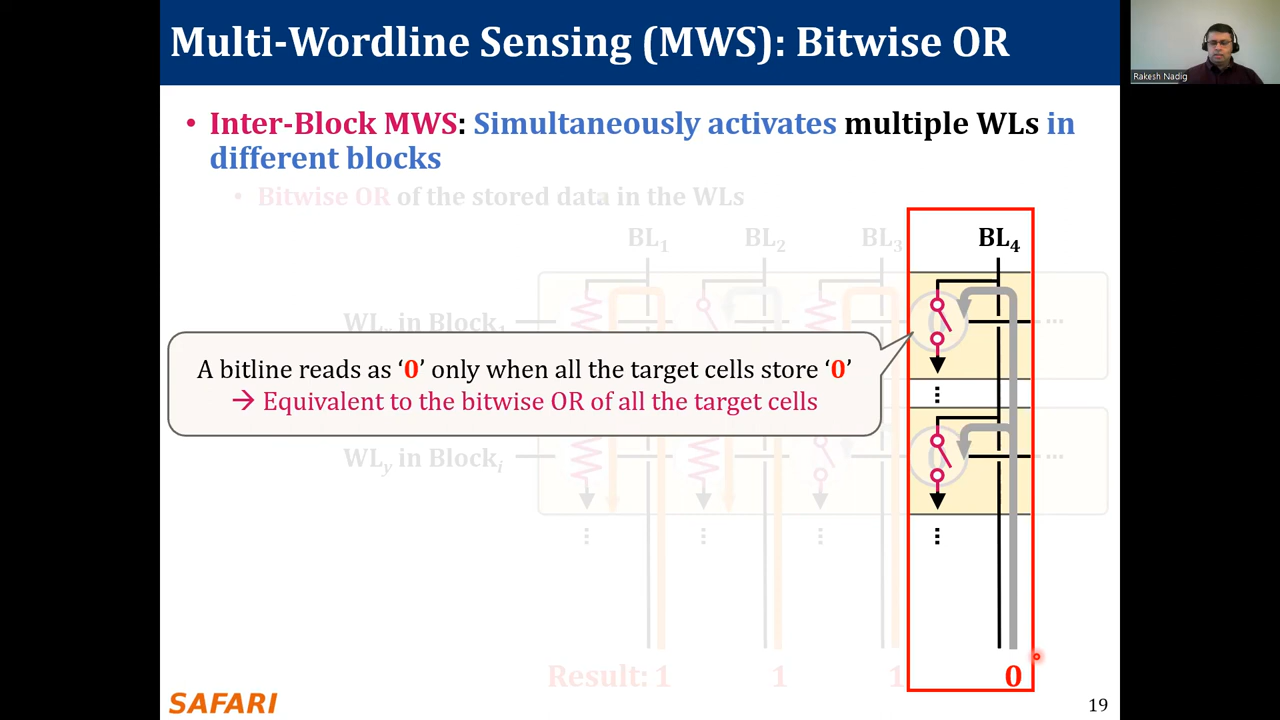 Multi-Wordline Sensing (MWS): Bitwise OR
Rakesh Nadig
• Inter-Block MWS: Simultaneously activates multiple WLs in
different blocks
• Bitwise OR of the stored data in the WLs
BL1 BL2 BL3 BL4
WLx in Block1 ...
A bitline reads as ‘0’ only when all the target cells store ‘0’
→ Equivalent to the bitwise OR of all the target cells
WLy in Blocki ...
Result: 1 1 1 0
SAFARI
19